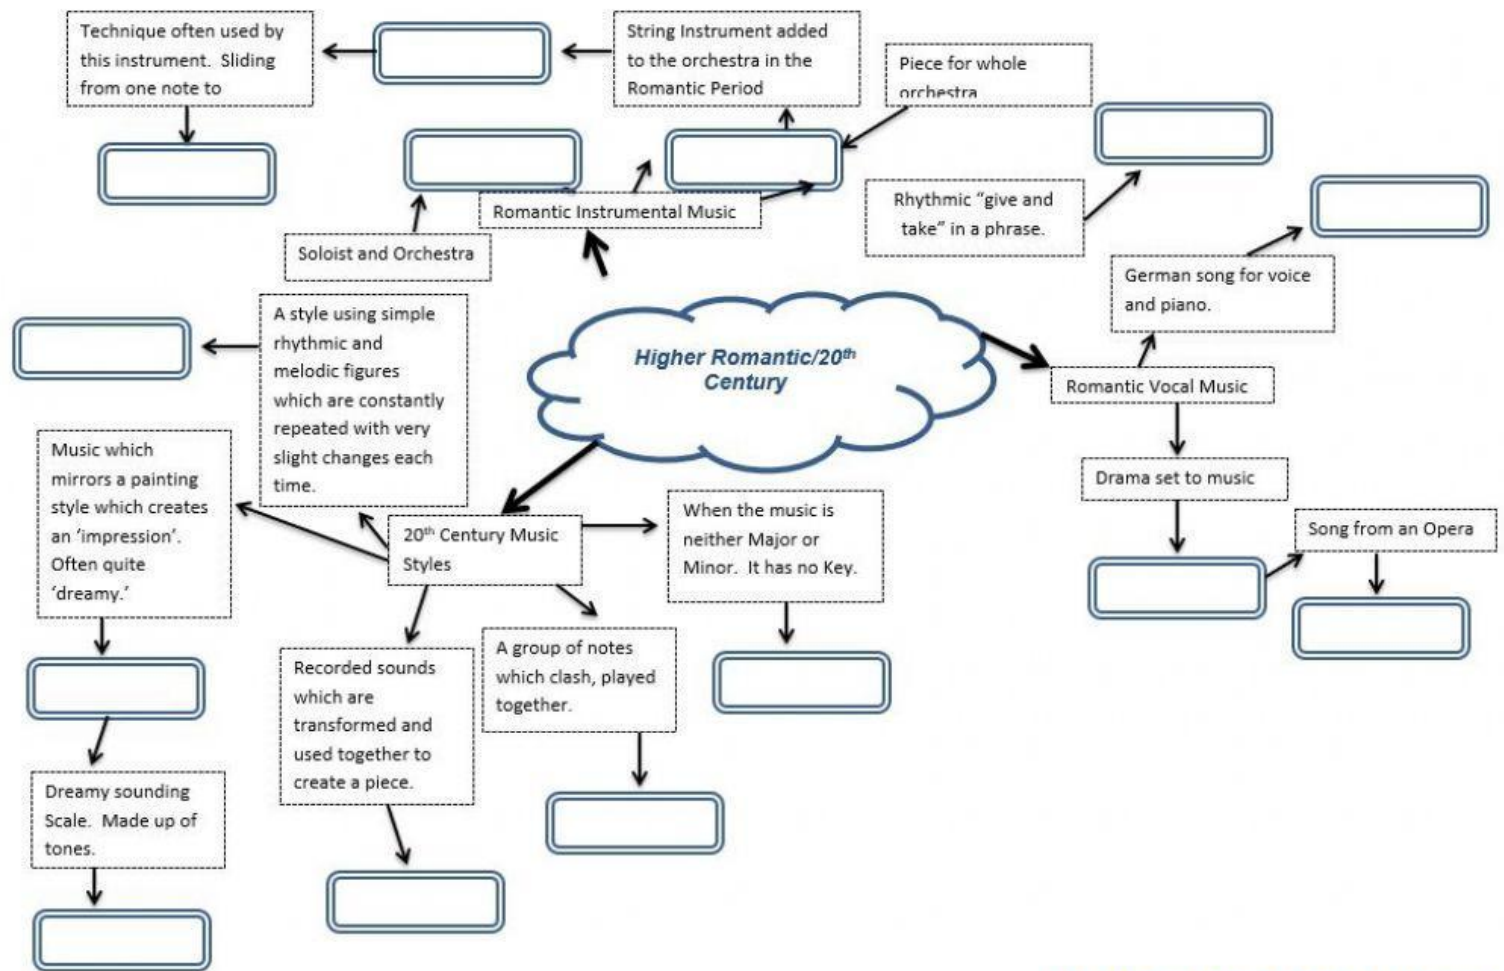 Technique often used by
this instrument. Sliding
from one note to
String Instrument added
to the orchestra in the
Romantic Period
Piece for whole
orchestra
Rhythmic “give and
take” in a phrase.
Romantic Instrumental Music
Soloist and Orchestra
German song for voice
and piano.
A style using simple
rhythmic and
melodic figures
which are constantly
repeated with very
slight changes each
time.
Higher Romantic/20th
Century
Romantic Vocal Music
Music which
mirrors a painting
style which creates
an ‘impression’.
Often quite
‘dreamy.’
Drama set to music
Song from an Opera
20th Century Music
Styles
When the music is
neither Major or
Minor. It has no Key.
A group of notes
which clash, played
together.
Recorded sounds
which are
transformed and
used together to
create a piece.
Dreamy sounding
Scale. Made up of
tones.